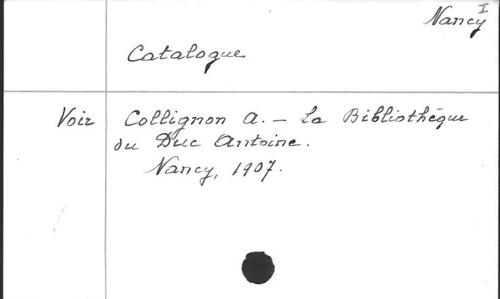 Nancy I
Catalogue
Voir Collignon A. — La Bibliothèque
du Duc Antoine.
Nancy, 1907.